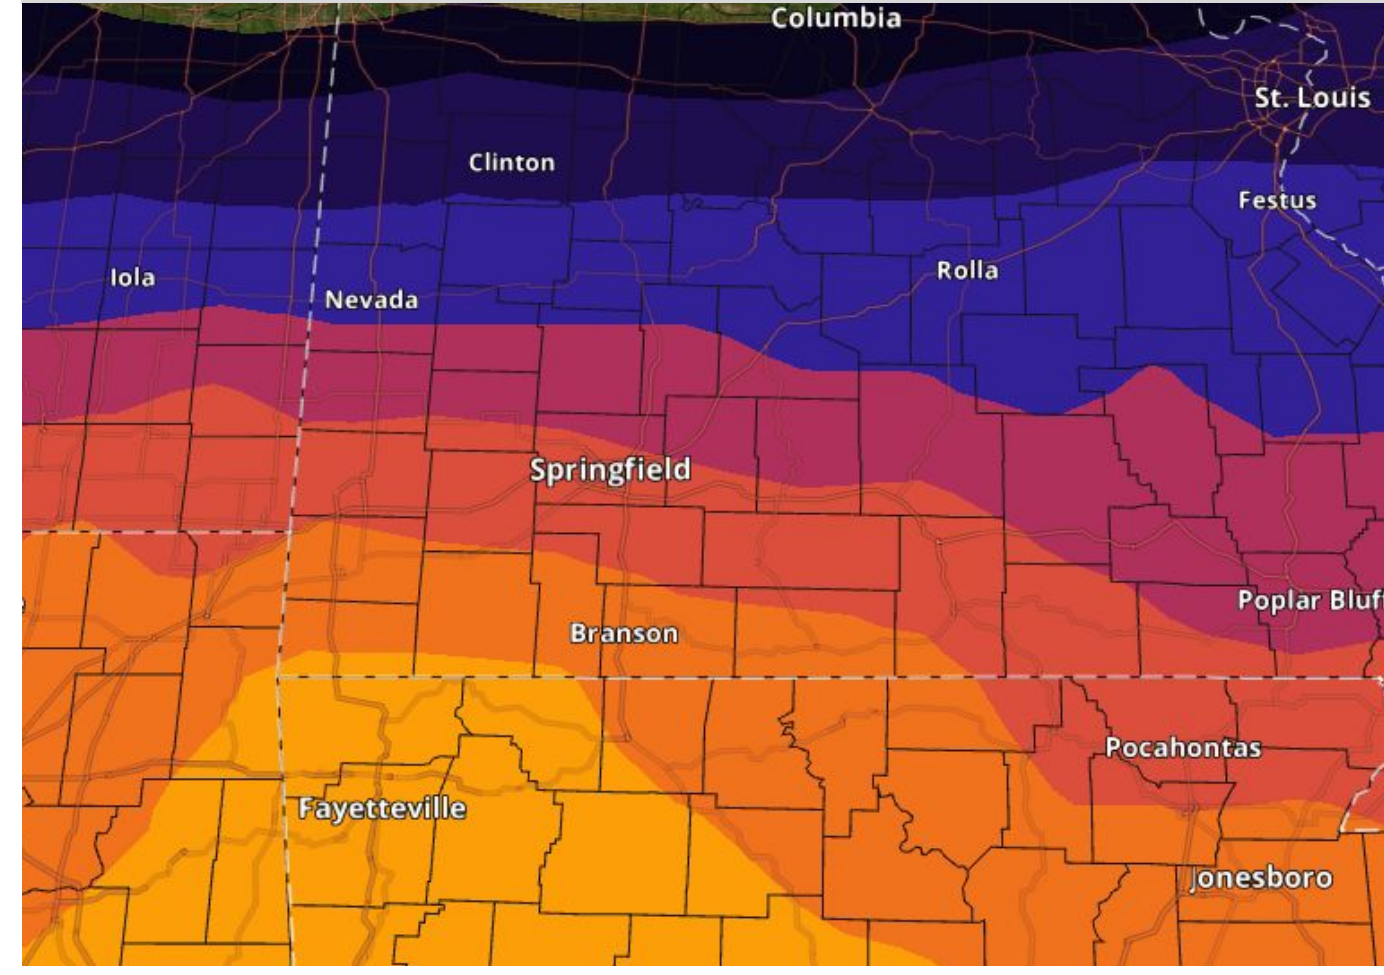 Columbia
St. Louis
Clinton
Festus
Iola
Rolla
Nevada
Springfield
Poplar Bluf
Branson
Pocahontas
Fayetteville
Jonesboro